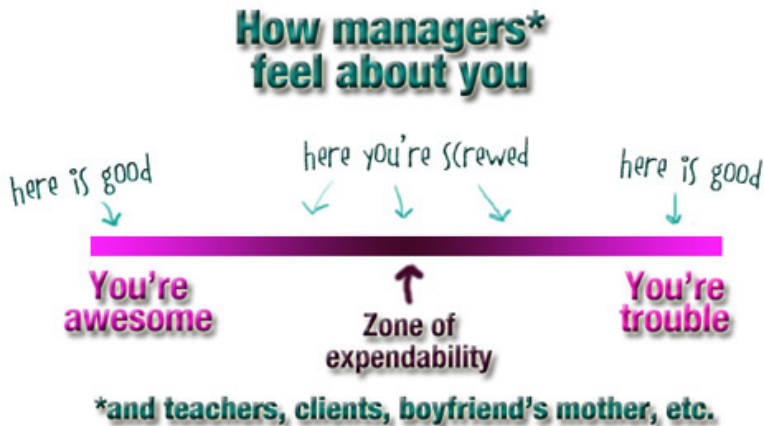 How managers*
feel about you
here is good
here you're screwed
here is good
You're
awesome
Zone of
expendability
You're
trouble
*and teachers, clients, boyfriend's mother, etc.